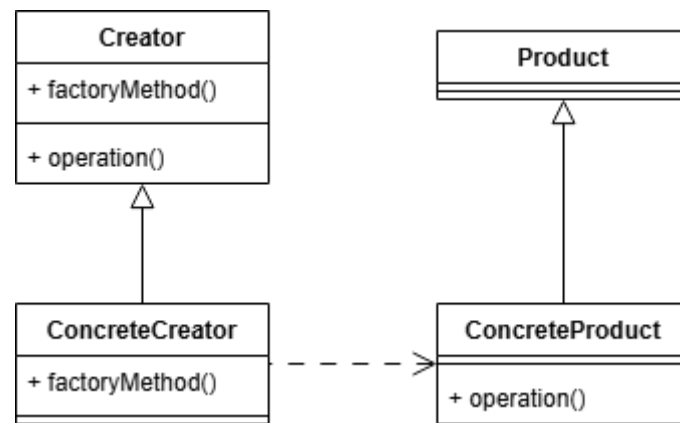 Creator
+ factoryMethod()
+ operation()
Product
ConcreteCreator
+ factoryMethod()
ConcreteProduct
+ operation()